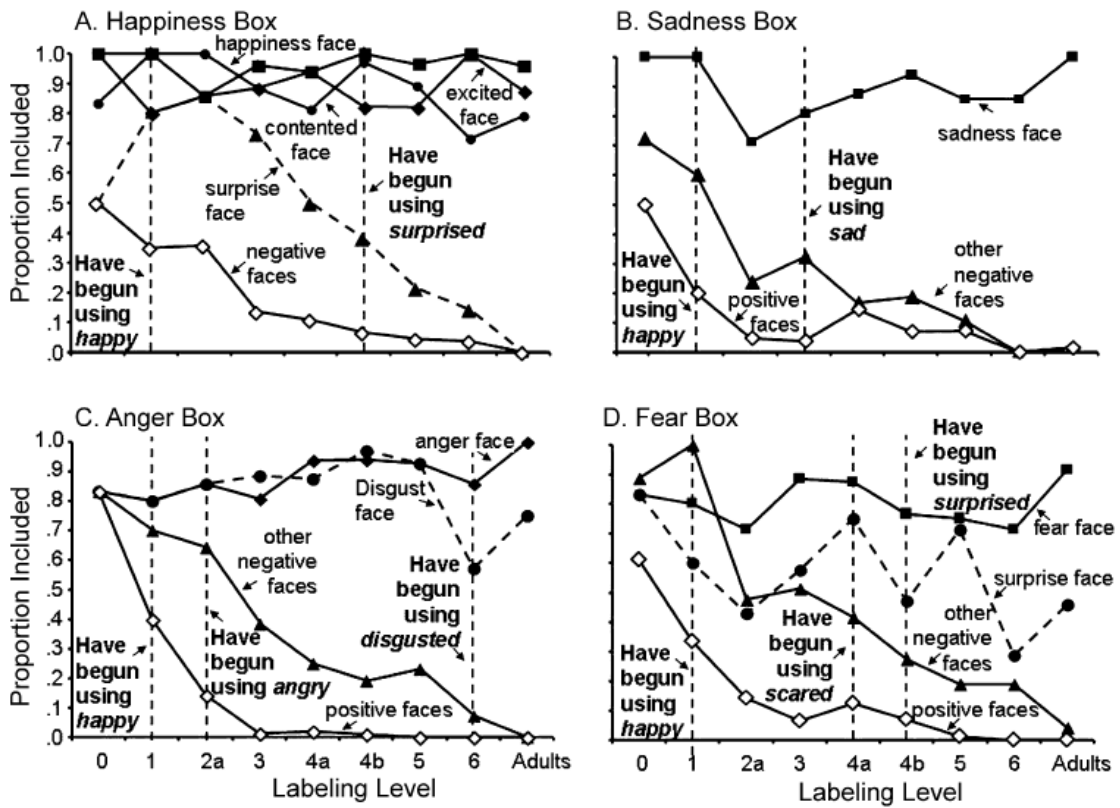 A. Happiness Box
Proportion Included
1.0
.9
.8
.7
.6
.5
.4
.3
.2
.1
.0
happiness face
contented
face
excited
face
surprise
face
negative
faces
Have
begun
using
happy
Have
begun
using
surprised
B. Sadness Box
sadness face
Have
begun
using
sad
other
negative
faces
Have
begun
using
happy
positive
faces
C. Anger Box
Proportion Included
1.0
.9
.8
.7
.6
.5
.4
.3
.2
.1
.0
anger face
Disgust
face
other
negative
faces
Have
begun
using
happy
Have
begun
using angry
Have
begun
using
disgusted
positive faces
0 1 2a 3 4a 4b 5 6 Adults
Labeling Level
D. Fear Box
Have
begun
using
surprised
fear face
surprise face
other
negative
faces
Have
begun
using
happy
Have
begun
using
scared
positive faces
0 1 2a 3 4a 4b 5 6 Adults
Labeling Level